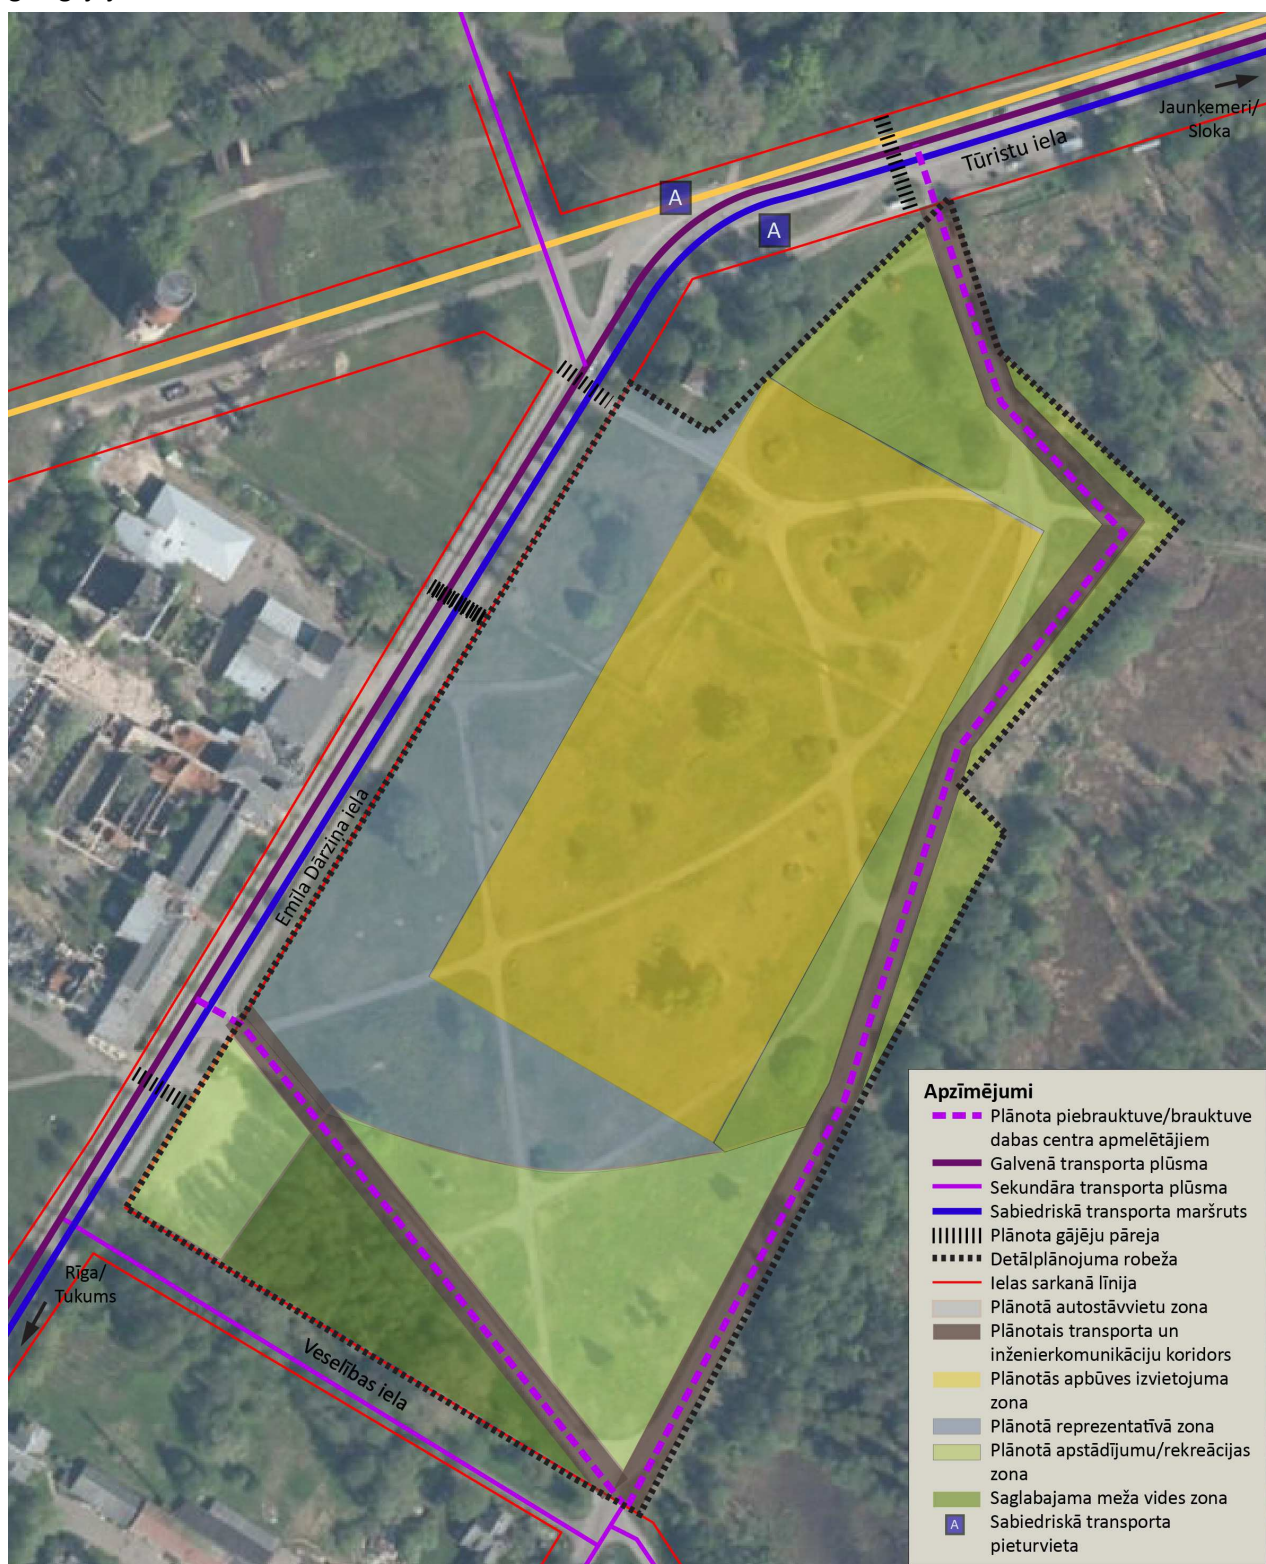 Jaunķemeri/
Sloka
Tūristu iela
A
A
Emīla Dārziņa iela
Rīga/
Tukums
Veselības iela
Apzīmējumi
Plānota piebrauktuve/brauktuve
dabas centra apmelētājiem
Galvenā transporta plūsma
Sekundāra transporta plūsma
Sabiedriskā transporta maršruts
Plānota gājēju pāreja
Detālplānojuma robeža
Ielas sarkanā līnija
Plānotā autostāvvietu zona
Plānotais transporta un
inženierkomunikāciju koridors
Plānotās apbūves izvietojuma
zona
Plānotā reprezentatīvā zona
Plānotā apstādījumu/rekreācijas
zona
Saglabajama meža vides zona
A
Sabiedriskā transporta
pieturvieta